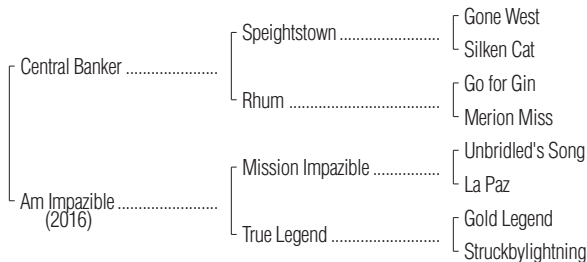 Gone West
Speightstown
Silken Cat
Central Banker
Go for Gin
Rhum
Merion Miss
Unbridled's Song
Mission Impazible
La Paz
Am Impazible
(2016)
Gold Legend
True Legend
Struckbylightning